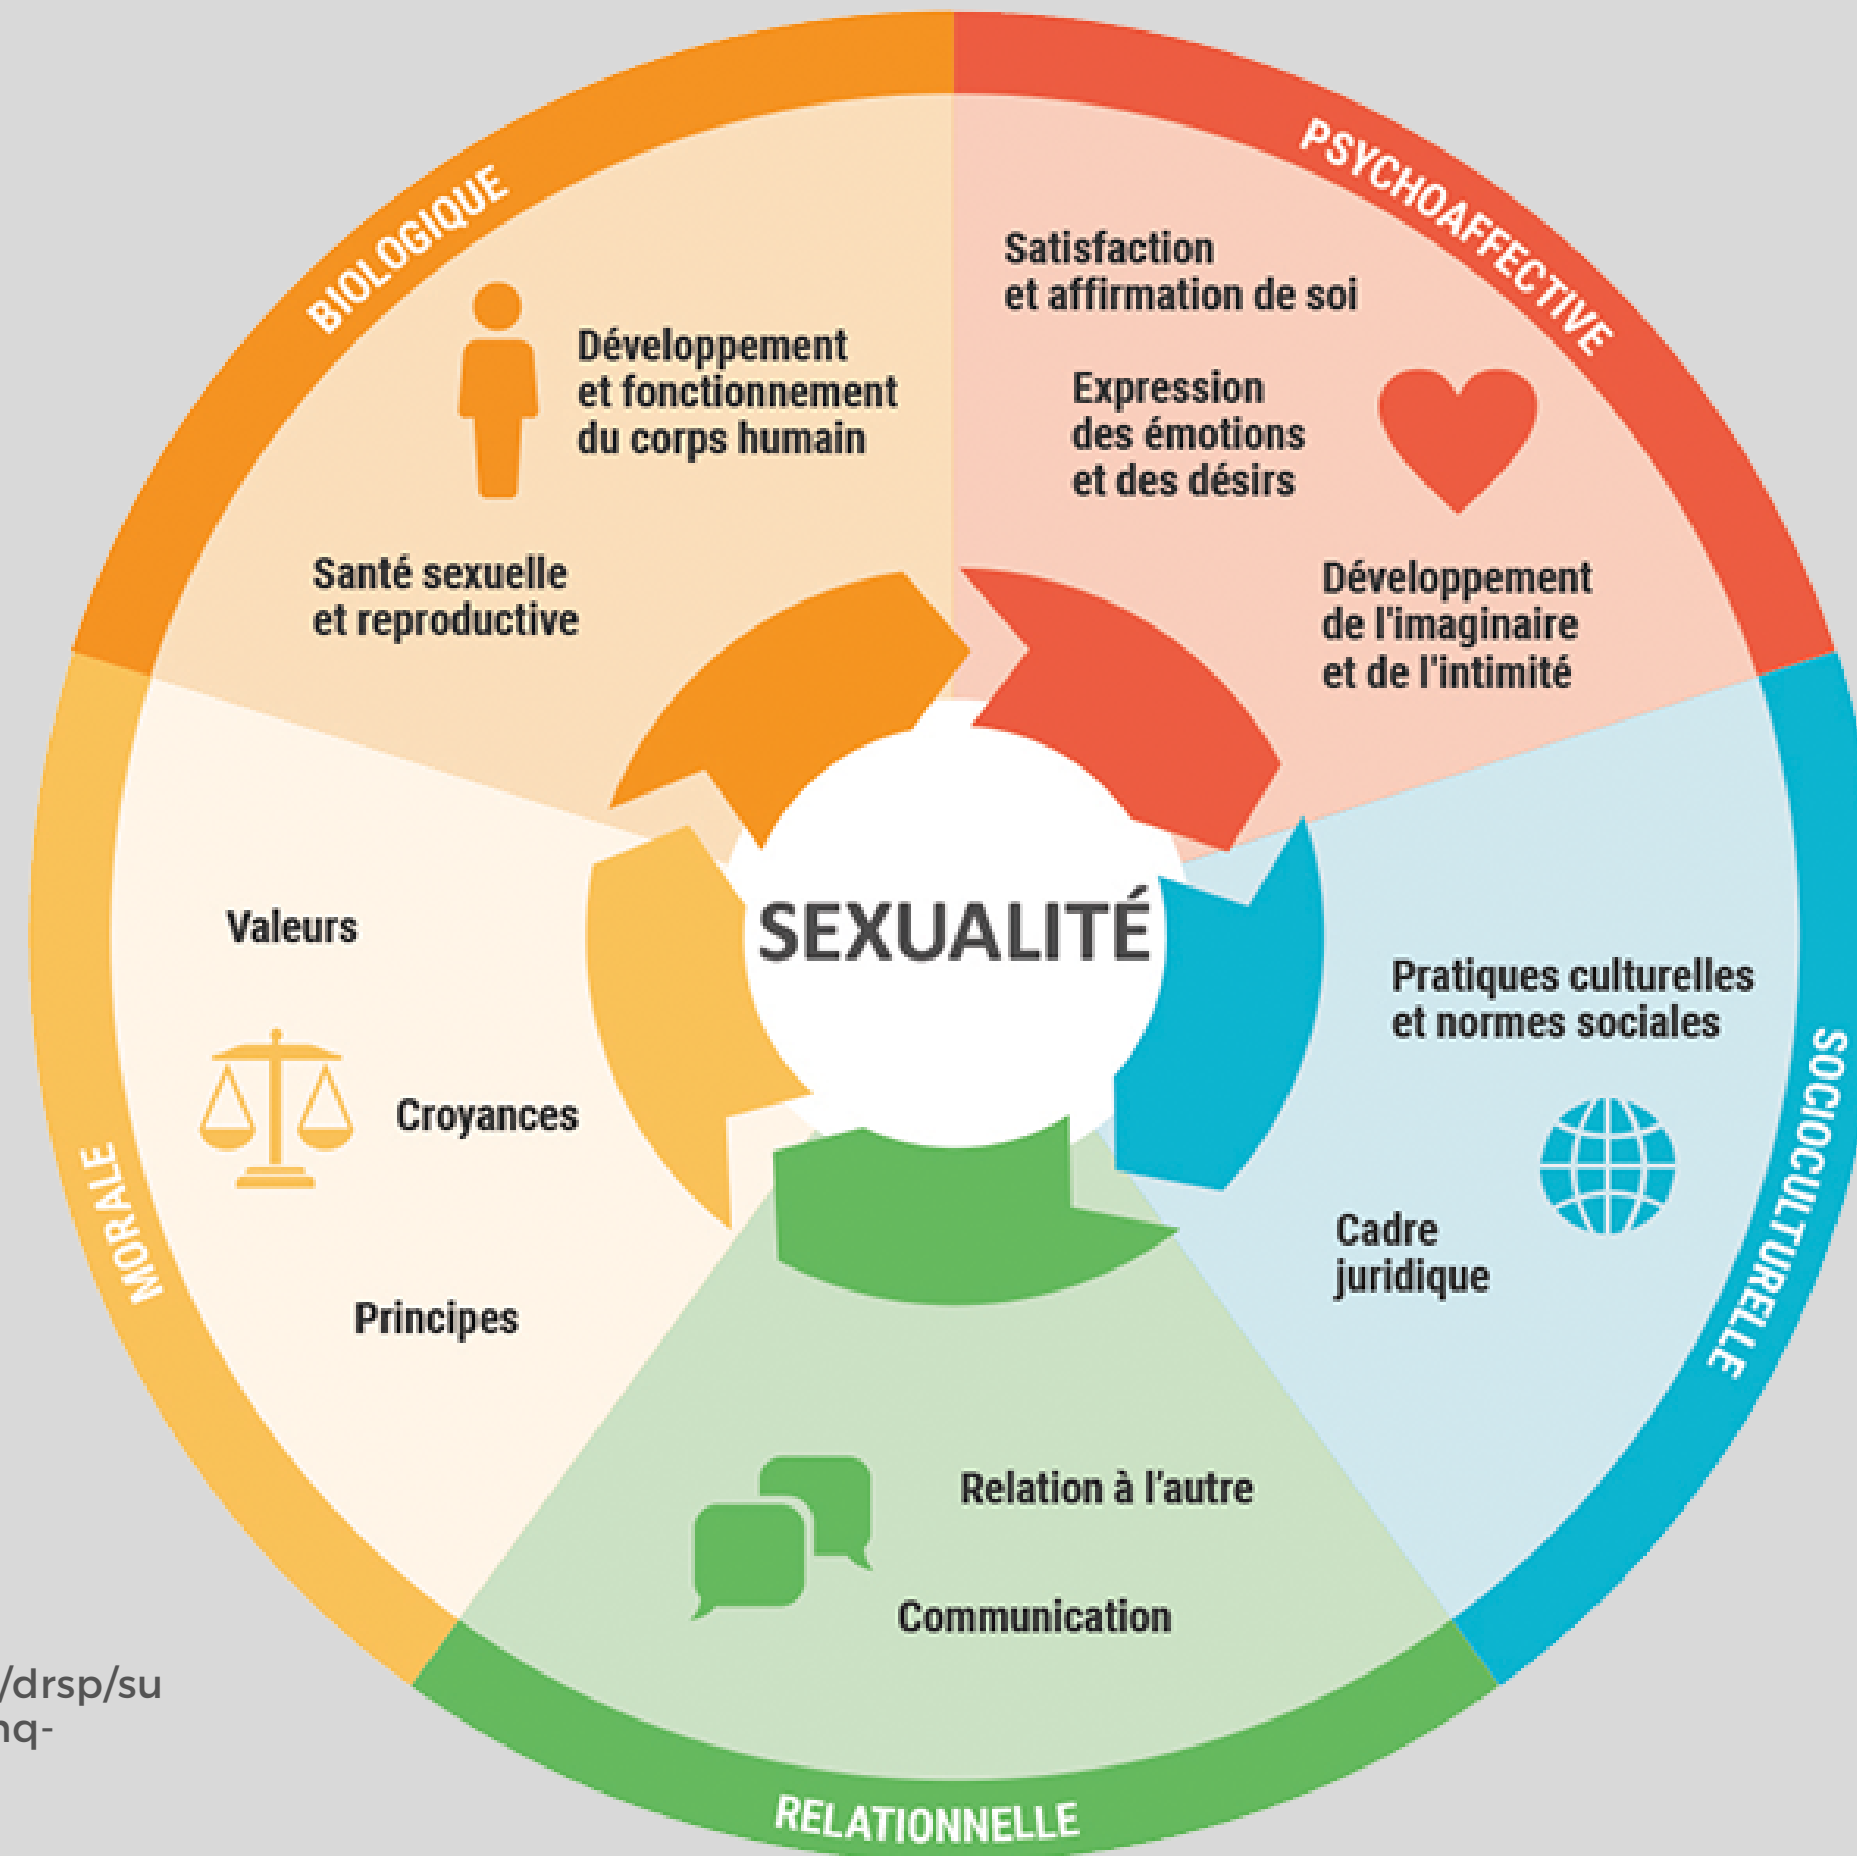 BIOLOGIQUE
Développement
et fonctionnement
du corps humain
Santé sexuelle
et reproductive
PSYCHOAFFECTIVE
Satisfaction
et affirmation de soi
Expression
des émotions
et des désirs
Développement
de l'imaginaire
et de l'intimité
SEXUALITÉ
SOCIOCULTURELLE
Pratiques culturelles
et normes sociales
Cadre
juridique
RELATIONNELLE
Relation à l'autre
Communication
MORALE
Valeurs
Croyances
Principes
/drsp/su